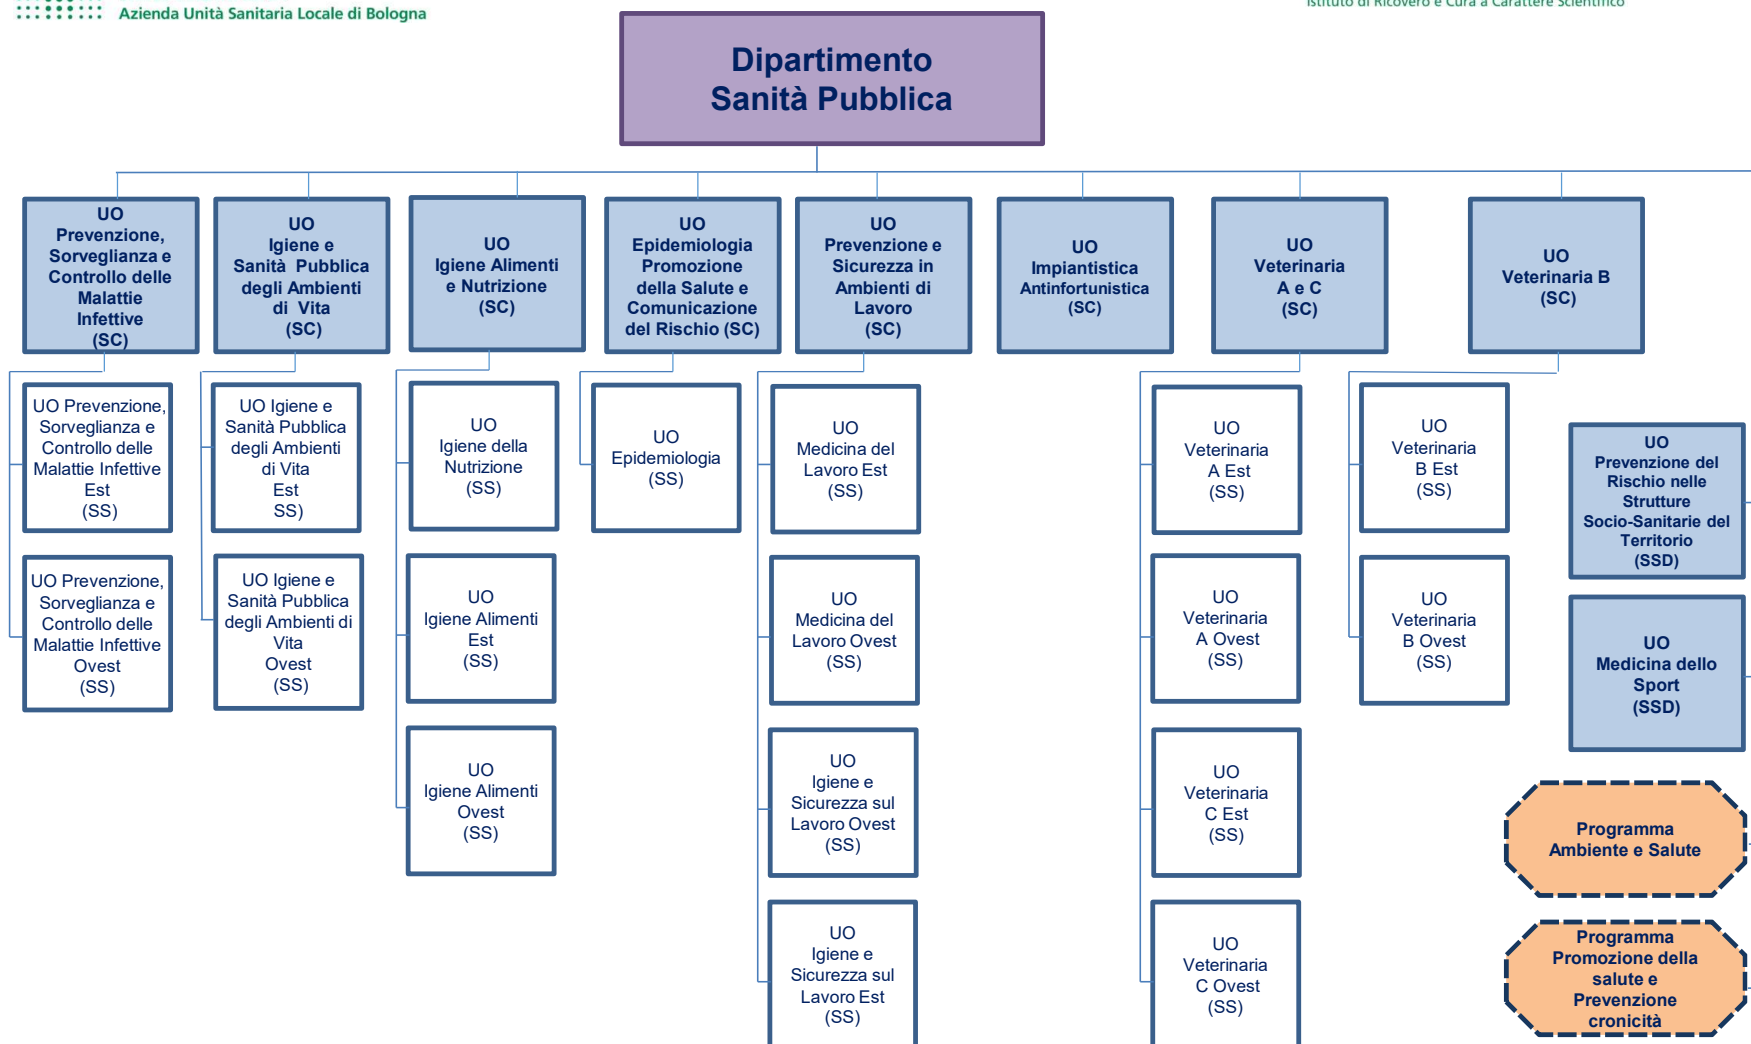 Azienda Unità Sanitaria Locale di Bologna
Istituto di Ricovero e Cura a Carattere Scientifico
Dipartimento
Sanità Pubblica
UO
Prevenzione,
Sorveglianza e
Controllo delle
Malattie
Infettive
(SC)
UO
Igiene e
Sanità Pubblica
degli Ambienti
di Vita
(SC)
UO
Igiene Alimenti
e Nutrizione
(SC)
UO
Epidemiologia
Promozione
della Salute e
Comunicazione
del Rischio (SC)
UO
Prevenzione e
Sicurezza in
Ambienti di
Lavoro
(SC)
UO
Impiantistica
Antinfortunistica
(SC)
UO
Veterinaria
A e C
(SC)
UO
Veterinaria B
(SC)
UO Prevenzione,
Sorveglianza e
Controllo delle
Malattie Infettive
Est
(SS)
UO Prevenzione,
Sorveglianza e
Controllo delle
Malattie Infettive
Ovest
(SS)
UO Igiene e
Sanità Pubblica
degli Ambienti
di Vita
Est
SS)
UO Igiene e
Sanità Pubblica
degli Ambienti di
Vita
Ovest
(SS)
UO
Igiene della
Nutrizione
(SS)
UO
Igiene Alimenti
Est
(SS)
UO
Igiene Alimenti
Ovest
(SS)
UO
Epidemiologia
(SS)
UO
Medicina del
Lavoro Est
(SS)
UO
Medicina del
Lavoro Ovest
(SS)
UO
Igiene e
Sicurezza sul
Lavoro Ovest
(SS)
UO
Igiene e
Sicurezza sul
Lavoro Est
(SS)
UO
Veterinaria
A Est
(SS)
UO
Veterinaria
A Ovest
(SS)
UO
Veterinaria
C Est
(SS)
UO
Veterinaria
C Ovest
(SS)
UO
Veterinaria
B Est
(SS)
UO
Veterinaria
B Ovest
(SS)
UO
Prevenzione del
Rischio nelle
Strutture
Socio-Sanitarie del
Territorio
(SSD)
UO
Medicina dello
Sport
(SSD)
Programma
Ambiente e Salute
Programma
Promozione della
salute e
Prevenzione
cronicità